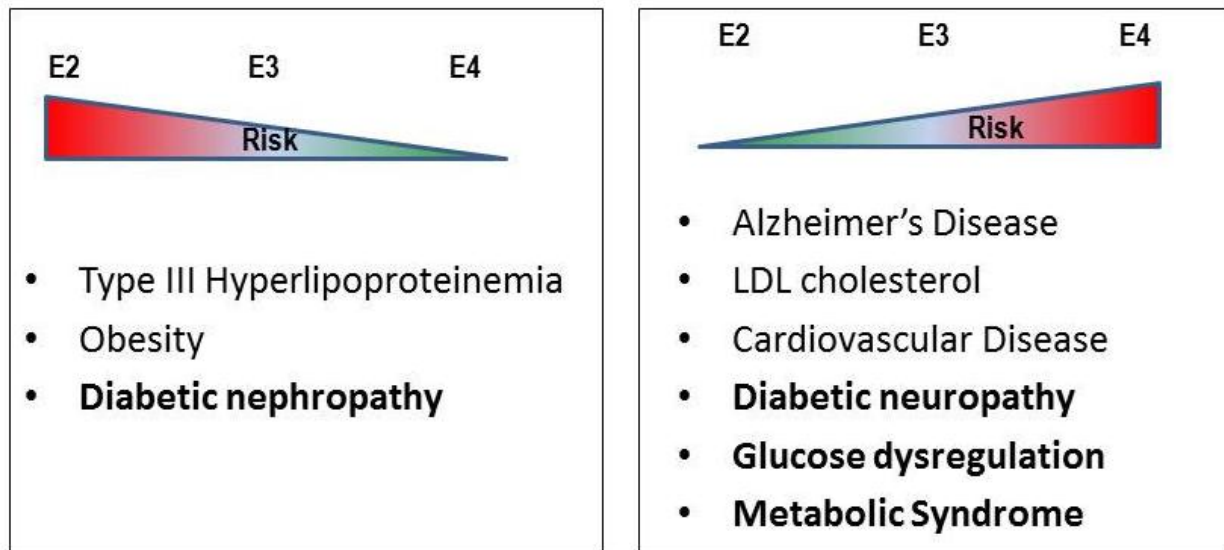 E2 E3 E4
Risk
• Type III Hyperlipoproteinemia
• Obesity
• Diabetic nephropathy
E2 E3 E4
Risk
• Alzheimer’s Disease
• LDL cholesterol
• Cardiovascular Disease
• Diabetic neuropathy
• Glucose dysregulation
• Metabolic Syndrome